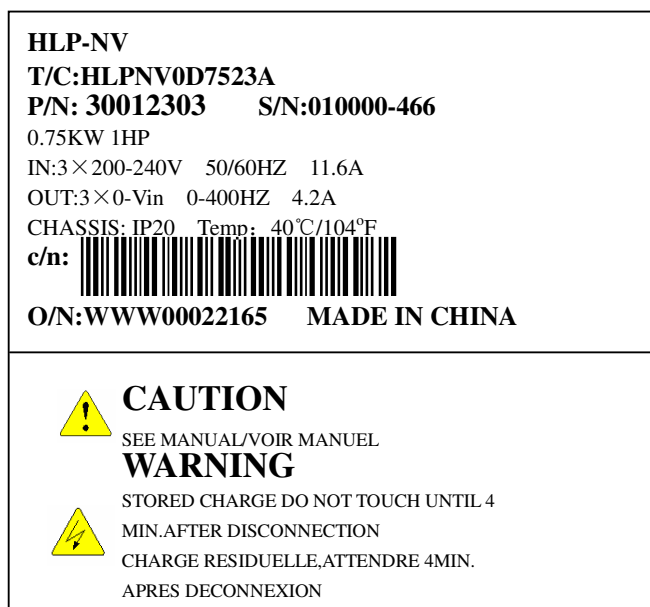 HLP-NV
T/C:HLPNV0D7523A
P/N: 30012303 S/N:010000-466
0.75KW 1HP
IN:3×200-240V 50/60HZ 11.6A
OUT:3×0-Vin 0-400HZ 4.2A
CHASSIS: IP20 Temp：40℃/104°F
c/n:
O/N:WWW00022165 MADE IN CHINA
CAUTION
SEE MANUAL/VOIR MANUEL
WARNING
STORED CHARGE DO NOT TOUCH UNTIL 4
MIN.AFTER DISCONNECTION
CHARGE RESIDUELLE,ATTENDRE 4MIN.
APRES DECONNEXION